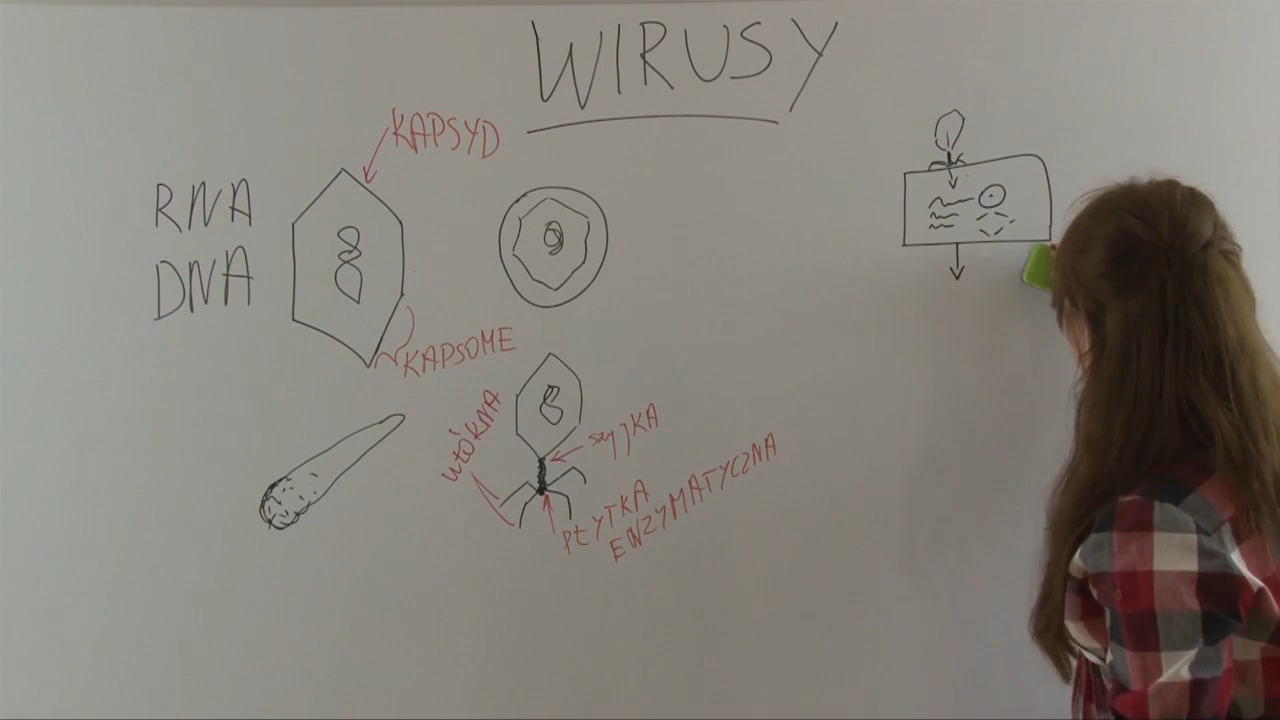 WIRUSY
KAPSYD
RNA
DNA
KAPSOME
WŁÓKNA
SZYJKA
PŁYTKA
ENZYMATYCZNA